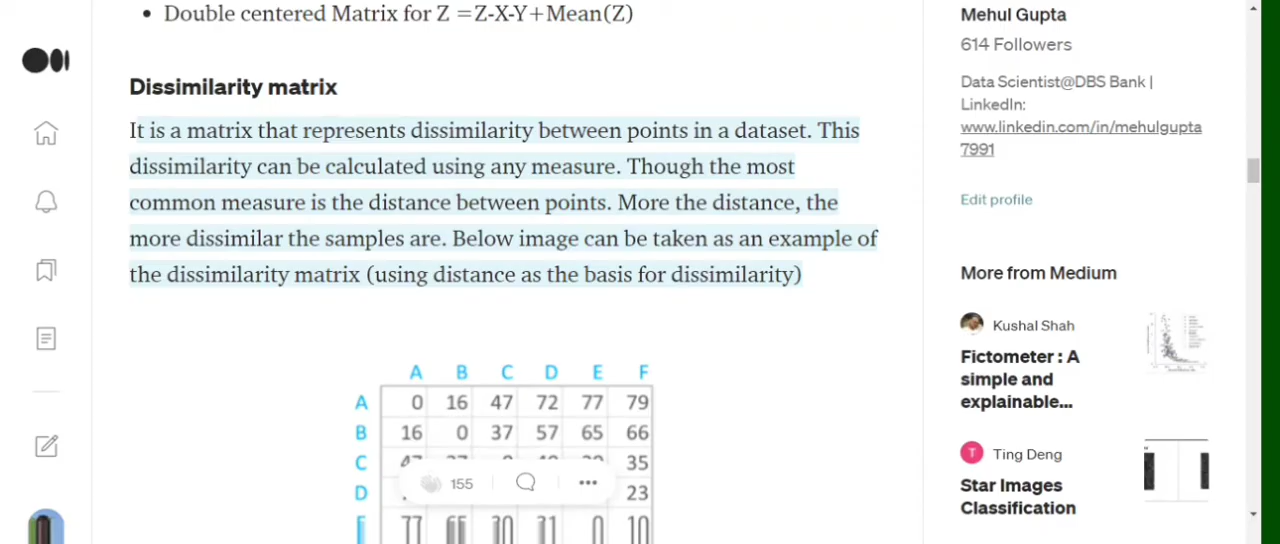 Double centered Matrix for Z =Z-X-Y+Mean(Z)
Dissimilarity matrix
It is a matrix that represents dissimilarity between points in a dataset. This
dissimilarity can be calculated using any measure. Though the most
common measure is the distance between points. More the distance, the
more dissimilar the samples are. Below image can be taken as an example of
the dissimilarity matrix (using distance as the basis for dissimilarity)
A B C D E F
A 0 16 47 72 77 79
B 16 0 37 57 65 66
C 35
D 23
77 0 10
155
Mehul Gupta
614 Followers
Data Scientist@DBS Bank |
LinkedIn:
www.linkedin.com/in/mehulgupta
7991
Edit profile
More from Medium
Kushal Shah
Fictometer : A
simple and
explainable...
T Ting Deng
Star Images
Classification